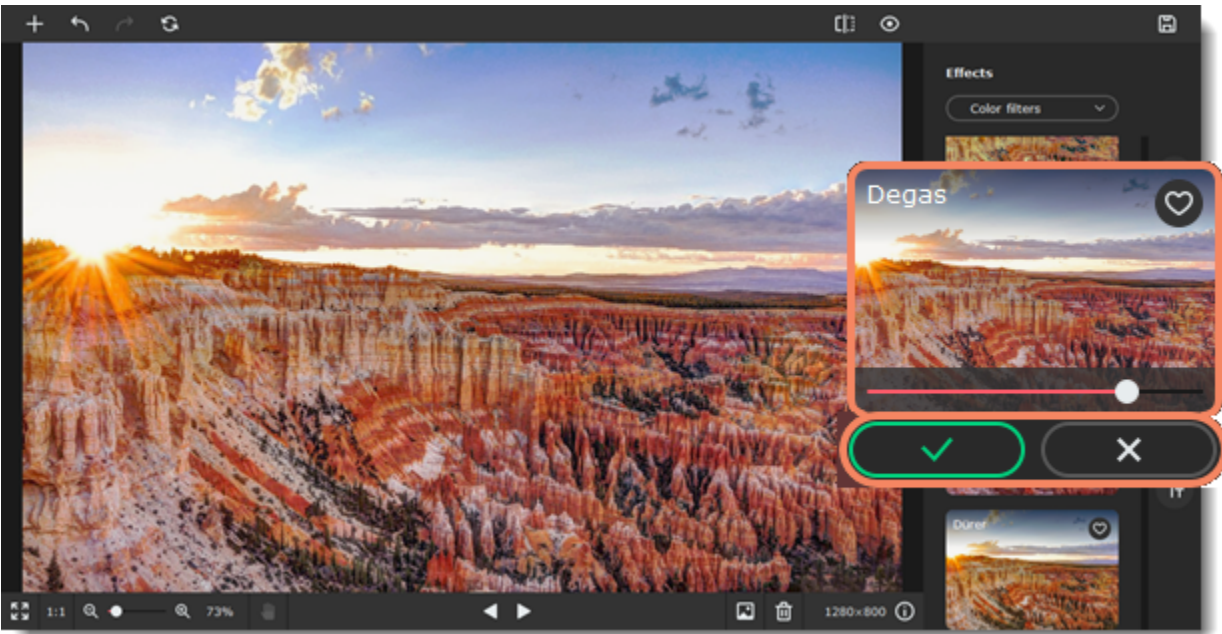 Effects
Color filters
Degas
Dürer
1:1
73%
1280×800